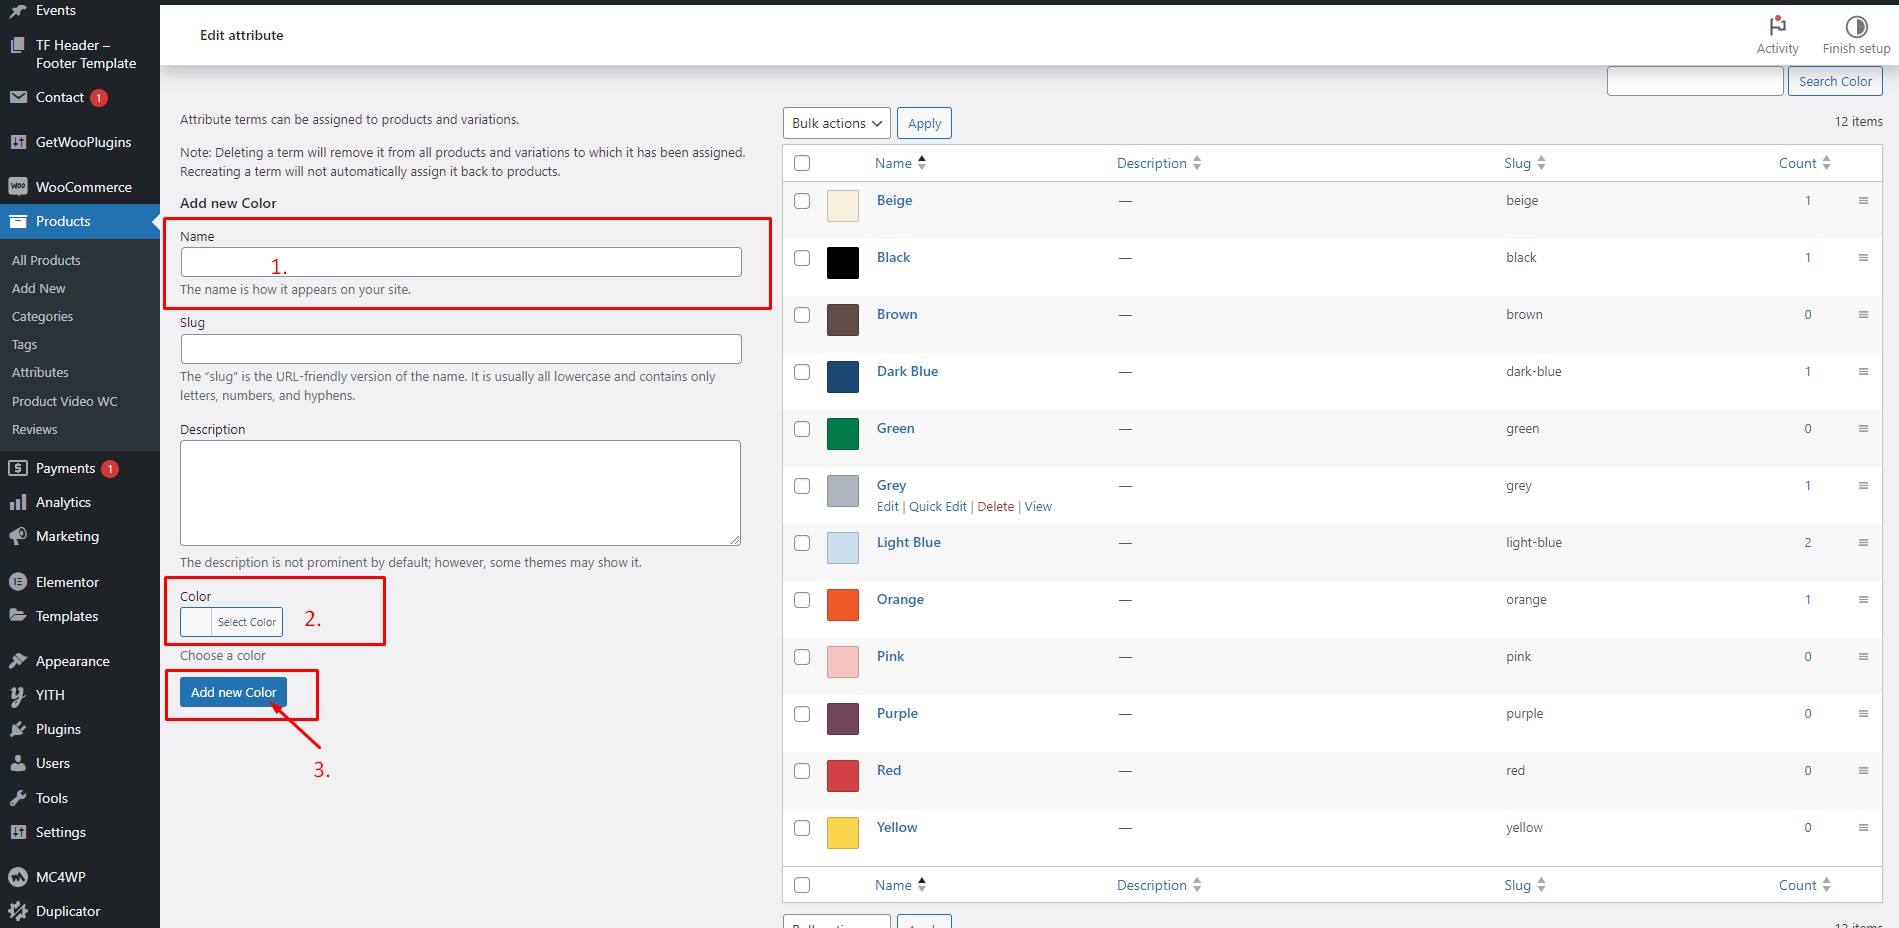 Events
TF Header –
Footer Template
Contact 1
GetWooPlugins
WooCommerce
Products
All Products
Add New
Categories
Tags
Attributes
Product Video WC
Reviews
Payments 1
Analytics
Marketing
Elementor
Templates
Appearance
YITH
Plugins
Users
Tools
Settings
MC4WP
Duplicator
Edit attribute
Activity
Finish setup
Search Color
Attribute terms can be assigned to products and variations.
Note: Deleting a term will remove it from all products and variations to which it has been assigned.
Recreating a term will not automatically assign it back to products.
Add new Color
Name
1.
The name is how it appears on your site.
Slug
The “slug” is the URL-friendly version of the name. It is usually all lowercase and contains only
letters, numbers, and hyphens.
Description
The description is not prominent by default; however, some themes may show it.
Color
Select Color
2.
Choose a color
Add new Color
3.
Bulk actions Apply
12 items
Name Description Slug Count
Beige — beige 1
Black — black 1
Brown — brown 0
Dark Blue — dark-blue 1
Green — green 0
Grey — grey 1
Edit | Quick Edit | Delete | View
Light Blue — light-blue 2
Orange — orange 1
Pink — pink 0
Purple — purple 0
Red — red 0
Yellow — yellow 0
Name Description Slug Count